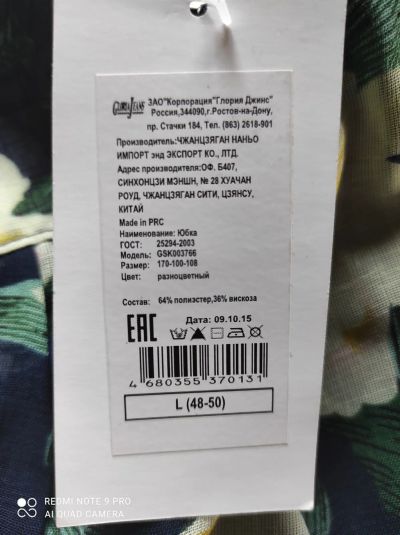 GLORIA JEANS
ЗАО"Корпорация"Глория Джинс"
Россия,344090,г.Ростов-на-Дону,
пр. Стачки 184, Тел. (863) 2618-901
Производитель:ЧЖАНЦЗЯГАН НАНЬО
ИМПОРТ энд ЭКСПОРТ КО., ЛТД.
Адрес производителя:ОФ. Б407,
СИНХОНЦЗИ МЭНШН, № 28 ХУАЧАН
РОУД, ЧЖАНЦЗЯГАН СИТИ, ЦЗЯНСУ,
КИТАЙ
Made in PRC
Наименование: Юбка
ГОСТ: 25294-2003
Модель: GSK003766
Размер: 170-100-108
Цвет: разноцветный
Состав: 64% полиэстер,36% вискоза
EAC
Дата: 09.10.15
4 680355 370131
L (48-50)
REDMI NOTE 9 PRO
AI QUAD CAMERA